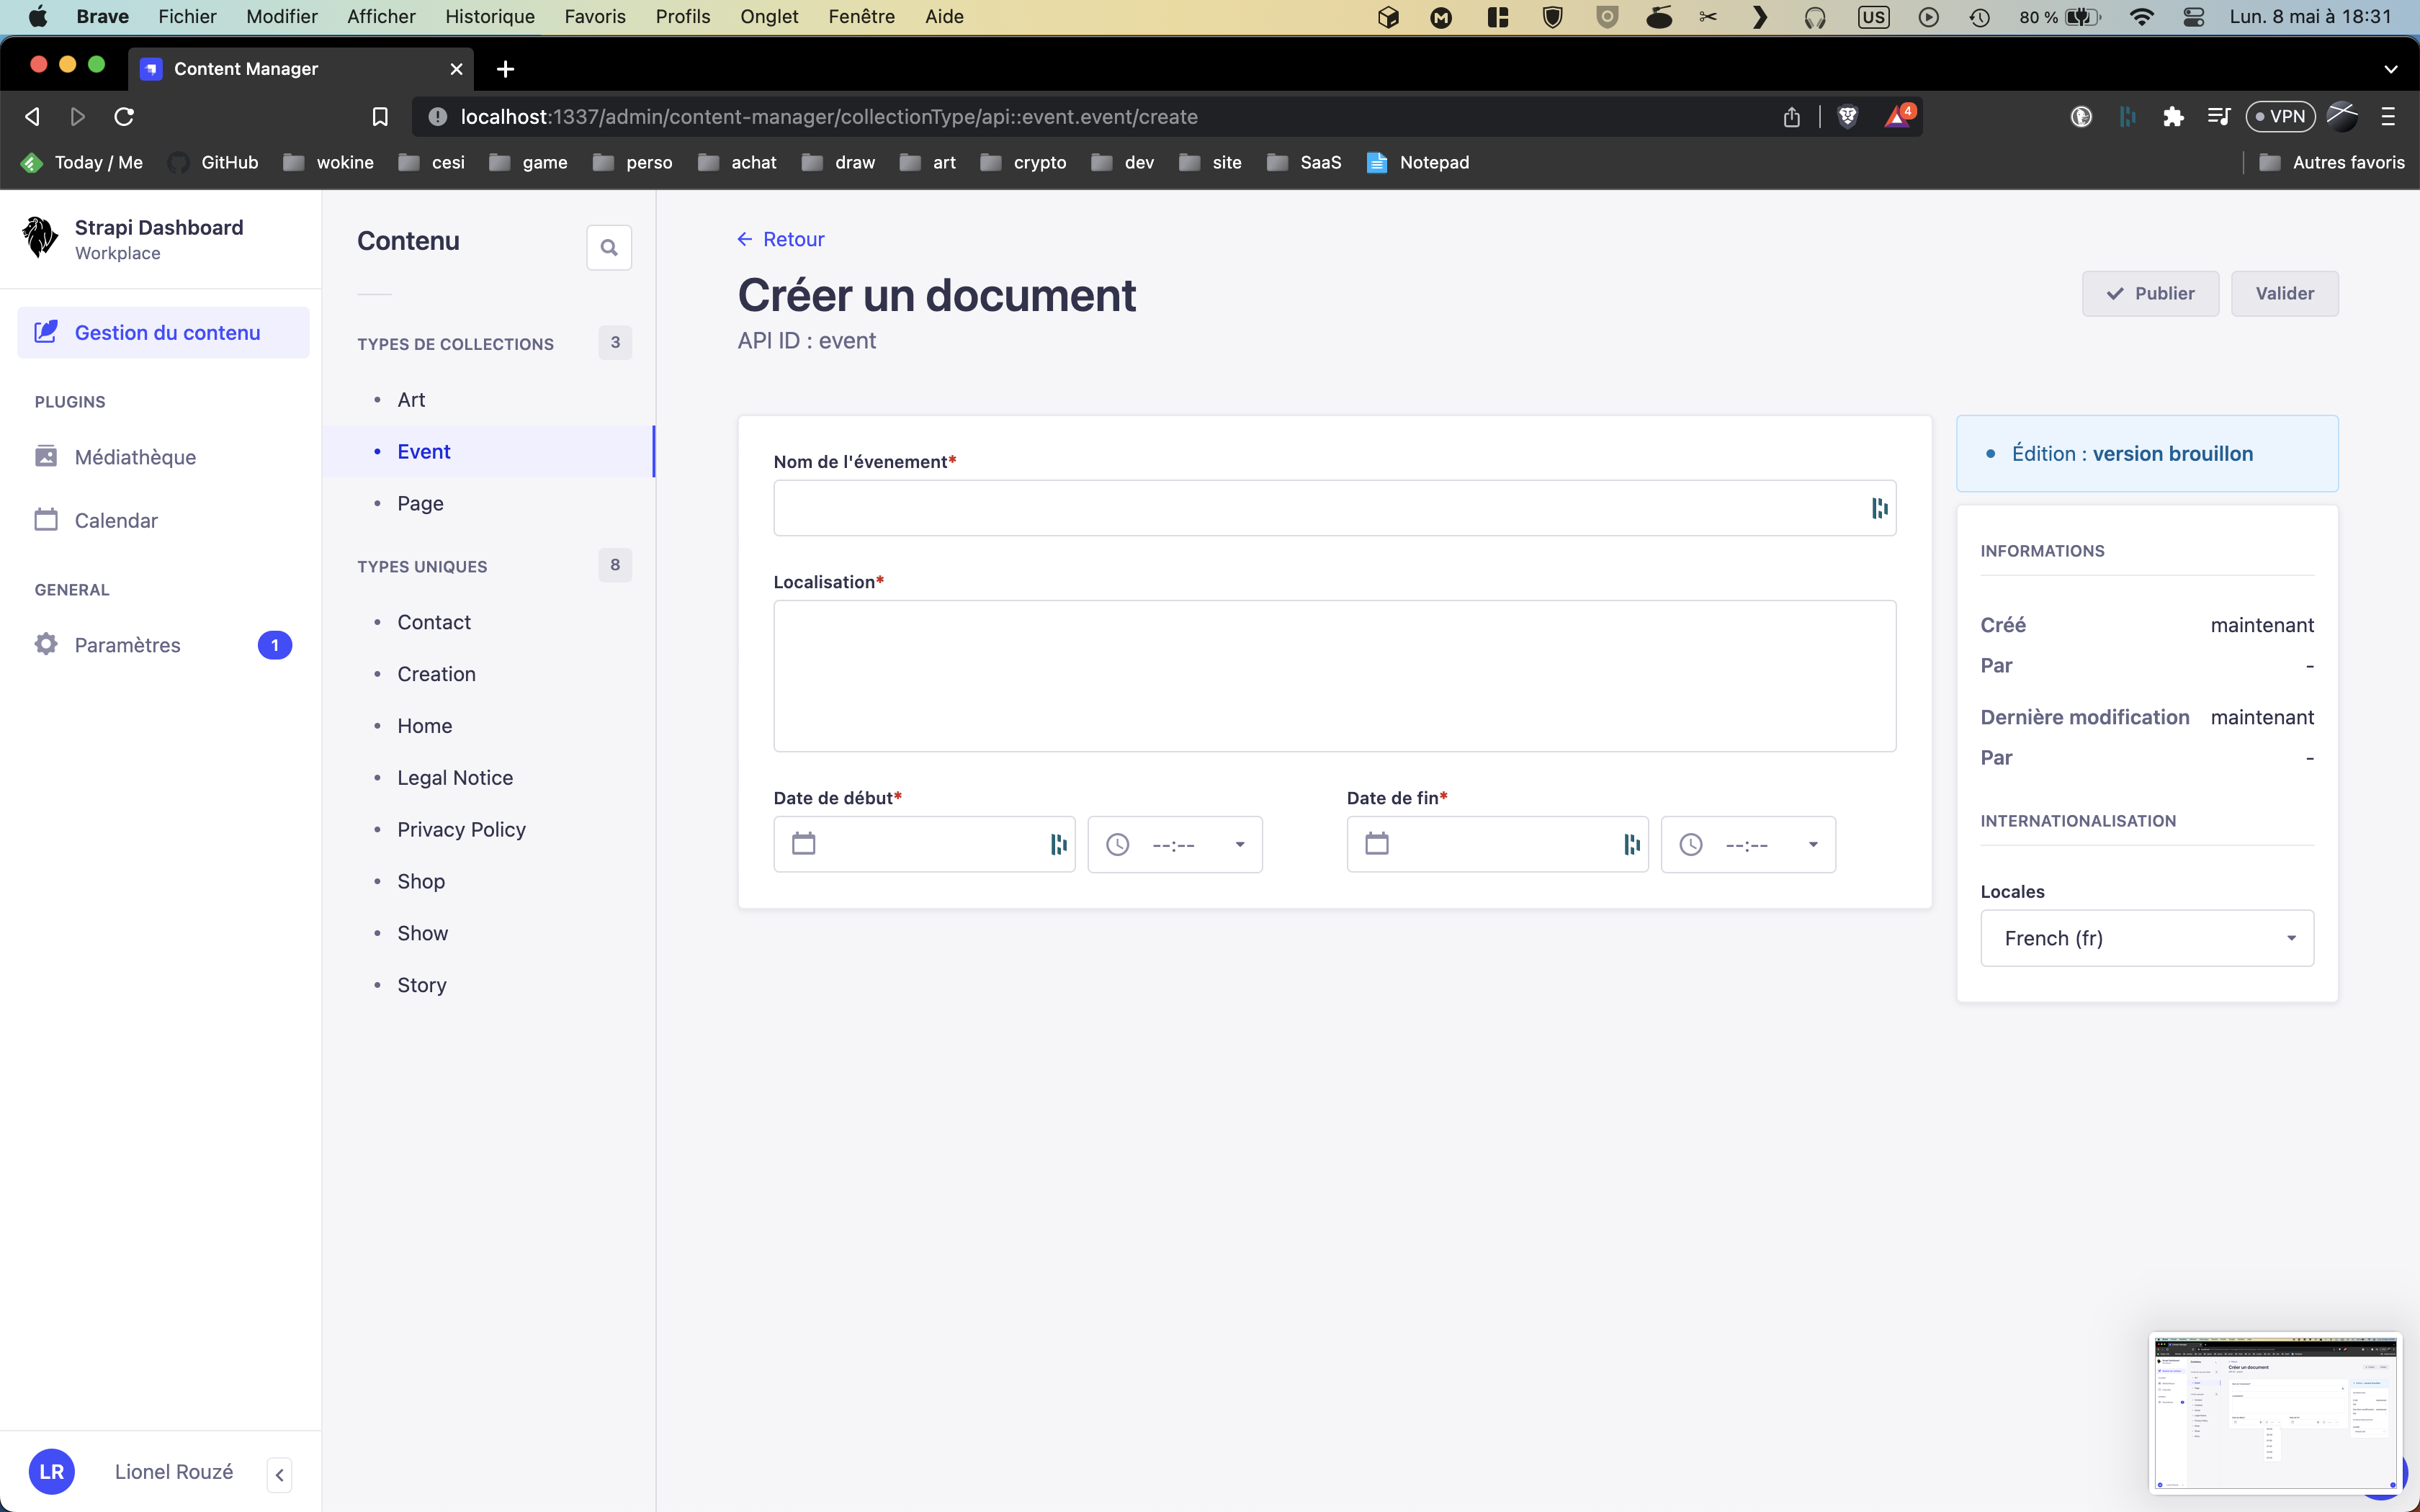 Brave Fichier Modifier Afficher Historique Favoris Profils Onglet Fenêtre Aide US 80 % Lun. 8 mai à 18:31
Content Manager
localhost:1337/admin/content-manager/collectionType/api::event.event/create 4 VPN
Today / Me GitHub wokine cesi game perso achat draw art crypto dev site SaaS Notepad Autres favoris
Strapi Dashboard
Workplace
Gestion du contenu
PLUGINS
Médiathèque
Calendar
GENERAL
Paramètres 1
LR Lionel Rouzé
Contenu
TYPES DE COLLECTIONS 3
Art
Event
Page
TYPES UNIQUES 8
Contact
Creation
Home
Legal Notice
Privacy Policy
Shop
Show
Story
Retour
Créer un document
API ID : event
Publier Valider
Nom de l'évenement*
Localisation*
Date de début* Date de fin*
--:-- --:--
Édition : version brouillon
INFORMATIONS
Créé maintenant
Par -
Dernière modification maintenant
Par -
INTERNATIONALISATION
Locales
French (fr)